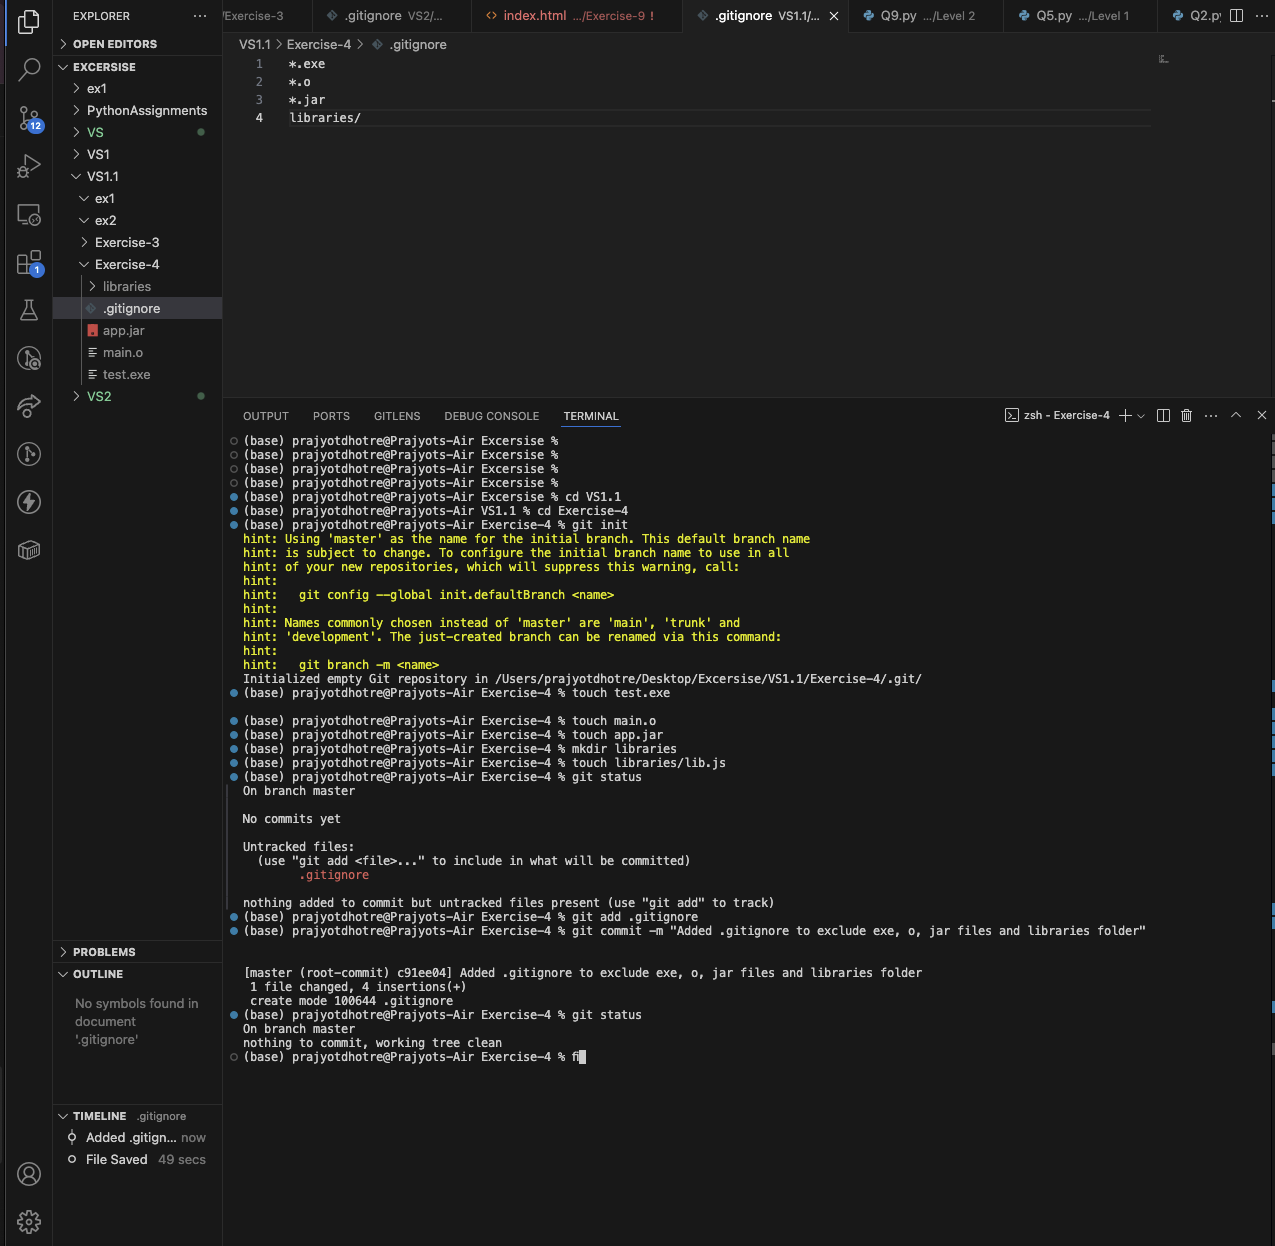 EXPLORER
OPEN EDITORS
EXCERSISE
ex1
PythonAssignments
VS
VS1
VS1.1
ex1
ex2
Exercise-3
Exercise-4
libraries
.gitignore
app.jar
main.o
test.exe
VS2
12
1
PROBLEMS
OUTLINE
No symbols found in
document
'.gitignore'
TIMELINE .gitignore
Added .gitign... now
File Saved 49 secs
/Exercise-3
.gitignore VS2/...
index.html .../Exercise-9 !
.gitignore VS1.1/...
Q9.py .../Level 2
Q5.py .../Level 1
Q2.py
VS1.1 > Exercise-4 > .gitignore
1 *.exe
2 *.o
3 *.jar
4 libraries/
OUTPUT PORTS GITLENS DEBUG CONSOLE TERMINAL
zsh - Exercise-4
(base) prajyotdhotre@Prajyots-Air Excersise %
(base) prajyotdhotre@Prajyots-Air Excersise %
(base) prajyotdhotre@Prajyots-Air Excersise %
(base) prajyotdhotre@Prajyots-Air Excersise %
(base) prajyotdhotre@Prajyots-Air Excersise % cd VS1.1
(base) prajyotdhotre@Prajyots-Air VS1.1 % cd Exercise-4
(base) prajyotdhotre@Prajyots-Air Exercise-4 % git init
hint: Using 'master' as the name for the initial branch. This default branch name
hint: is subject to change. To configure the initial branch name to use in all
hint: of your new repositories, which will suppress this warning, call:
hint:
hint:   git config --global init.defaultBranch <name>
hint:
hint: Names commonly chosen instead of 'master' are 'main', 'trunk' and
hint: 'development'. The just-created branch can be renamed via this command:
hint:
hint:   git branch -m <name>
Initialized empty Git repository in /Users/prajyotdhotre/Desktop/Excersise/VS1.1/Exercise-4/.git/
(base) prajyotdhotre@Prajyots-Air Exercise-4 % touch test.exe
(base) prajyotdhotre@Prajyots-Air Exercise-4 % touch main.o
(base) prajyotdhotre@Prajyots-Air Exercise-4 % touch app.jar
(base) prajyotdhotre@Prajyots-Air Exercise-4 % mkdir libraries
(base) prajyotdhotre@Prajyots-Air Exercise-4 % touch libraries/lib.js
(base) prajyotdhotre@Prajyots-Air Exercise-4 % git status
On branch master
No commits yet
Untracked files:
(use "git add <file>..." to include in what will be committed)
.gitignore
nothing added to commit but untracked files present (use "git add" to track)
(base) prajyotdhotre@Prajyots-Air Exercise-4 % git add .gitignore
(base) prajyotdhotre@Prajyots-Air Exercise-4 % git commit -m "Added .gitignore to exclude exe, o, jar files and libraries folder"
[master (root-commit) c91ee04] Added .gitignore to exclude exe, o, jar files and libraries folder
1 file changed, 4 insertions(+)
create mode 100644 .gitignore
(base) prajyotdhotre@Prajyots-Air Exercise-4 % git status
On branch master
nothing to commit, working tree clean
(base) prajyotdhotre@Prajyots-Air Exercise-4 %